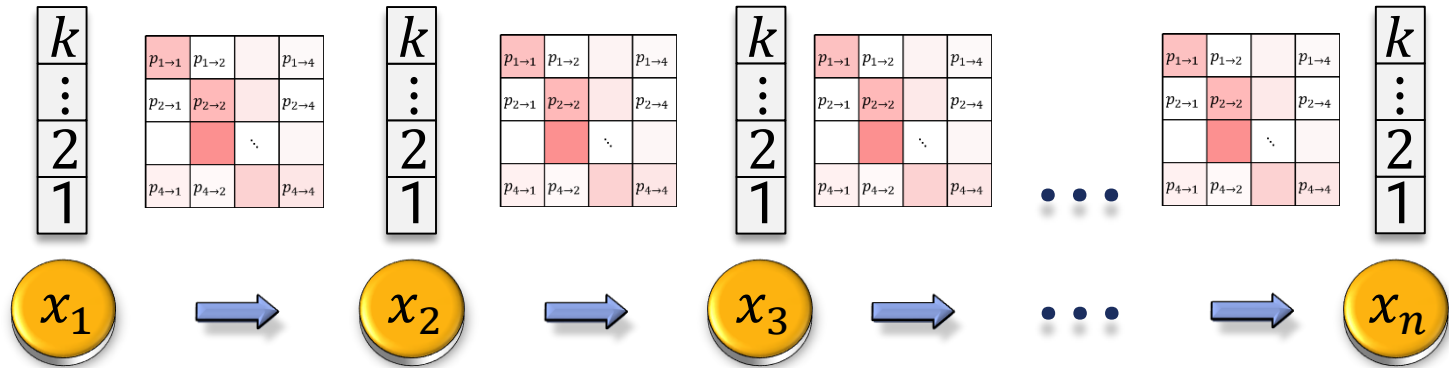 k k k k
⋮ ⋮ ⋮ ⋮
2 2 2 2
1 1 1 1
p1→1 p1→2 p1→4
p2→1 p2→2 p2→4
⋱
p4→1 p4→2 p4→4
p1→1 p1→2 p1→4
p2→1 p2→2 p2→4
⋱
p4→1 p4→2 p4→4
p1→1 p1→2 p1→4
p2→1 p2→2 p2→4
⋱
p4→1 p4→2 p4→4
p1→1 p1→2 p1→4
p2→1 p2→2 p2→4
⋱
p4→1 p4→2 p4→4
...
x1 → x2 → x3 → ... → xn